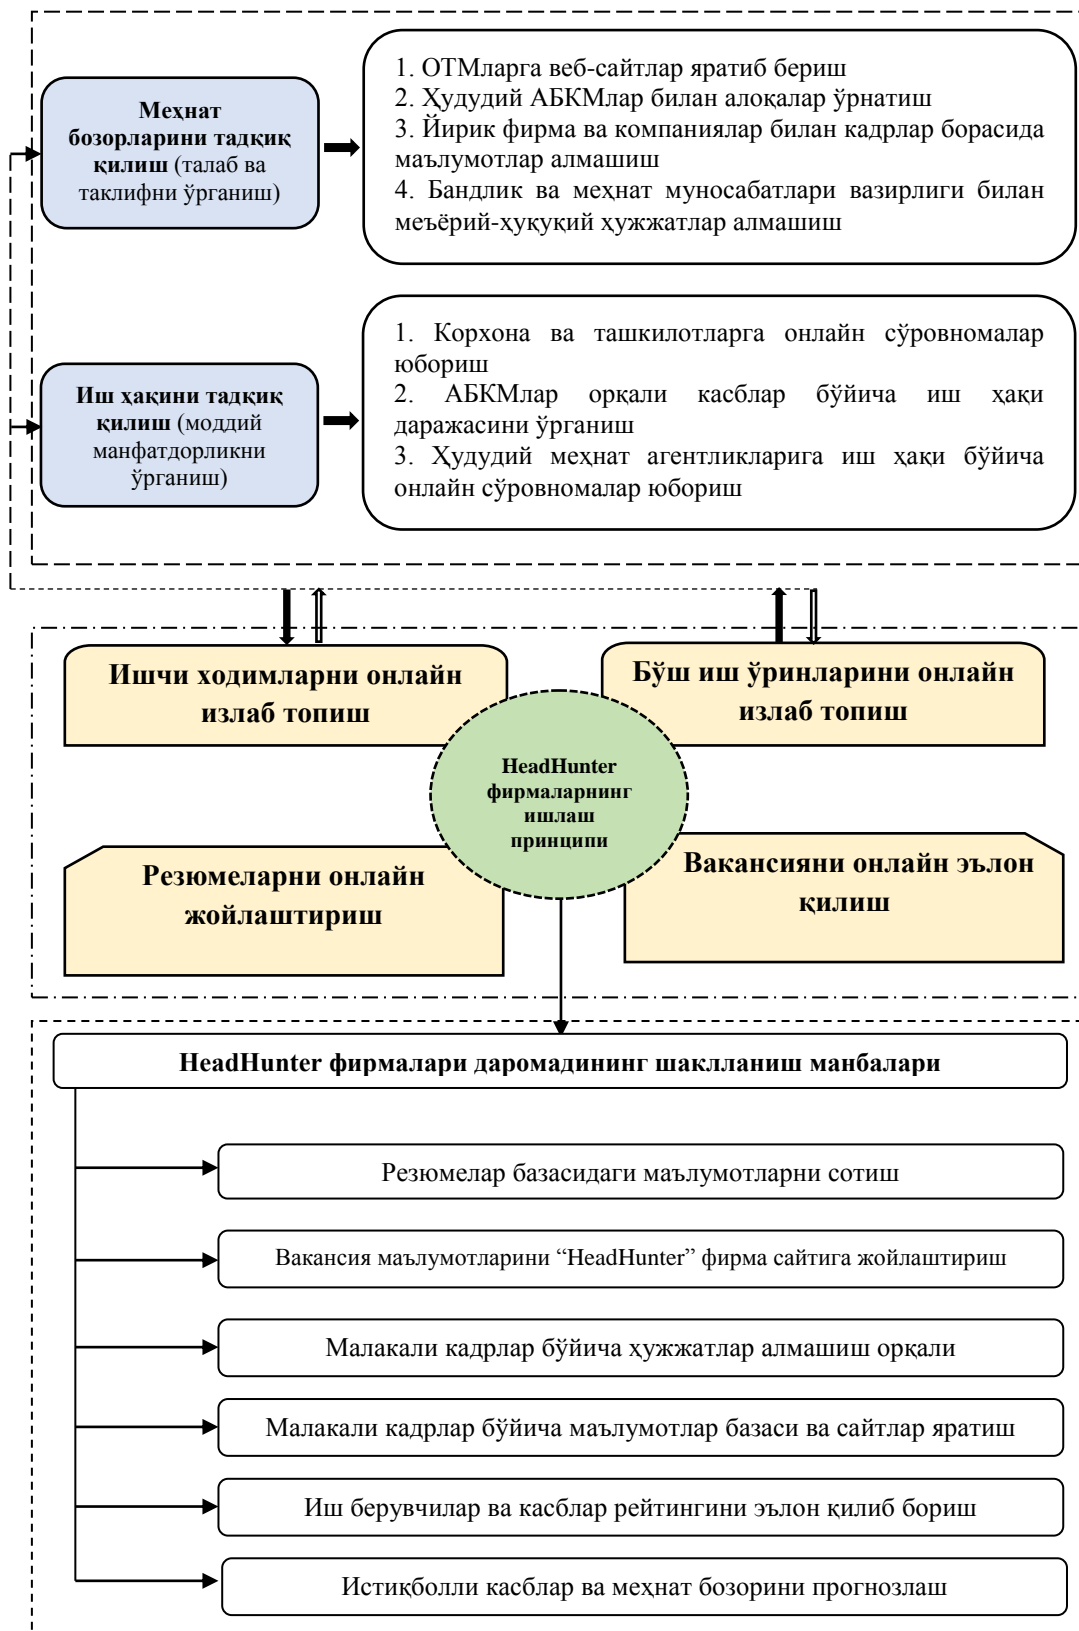 Меҳнат
бозорларини тадқиқ
қилиш (талаб ва
таклифни ўрганиш)
1. ОТМларга веб-сайтлар яратиб бериш
2. Ҳудудий АБКМлар билан алоқалар ўрнатиш
3. Йирик фирма ва компаниялар билан кадрлар борасида
маълумотлар алмашиш
4. Бандлик ва меҳнат муносабатлари вазирлиги билан
меъёрий-ҳуқуқий ҳужжатлар алмашиш
Иш ҳақини тадқиқ
қилиш (моддий
манфатдорликни
ўрганиш)
1. Корхона ва ташкилотларга онлайн сўровномалар
юбориш
2. АБКМлар орқали касблар бўйича иш ҳақи
даражасини ўрганиш
3. Ҳудудий меҳнат агентликларига иш ҳақи бўйича
онлайн сўровномалар юбориш
Ишчи ходимларни онлайн
излаб топиш
Бўш иш ўринларини онлайн
излаб топиш
HeadHunter
фирмаларнинг
ишлаш
принципи
Резюмеларни онлайн
жойлаштириш
Вакансияни онлайн эълон
қилиш
HeadHunter фирмалари даромадининг шаклланиш манбалари
Резюмелар базасидаги маълумотларни сотиш
Вакансия маълумотларини “HeadHunter” фирма сайтига жойлаштириш
Малакали кадрлар бўйича ҳужжатлар алмашиш орқали
Малакали кадрлар бўйича маълумотлар базаси ва сайтлар яратиш
Иш берувчилар ва касблар рейтингини эълон қилиб бориш
Истиқболли касблар ва меҳнат бозорини прогнозлаш